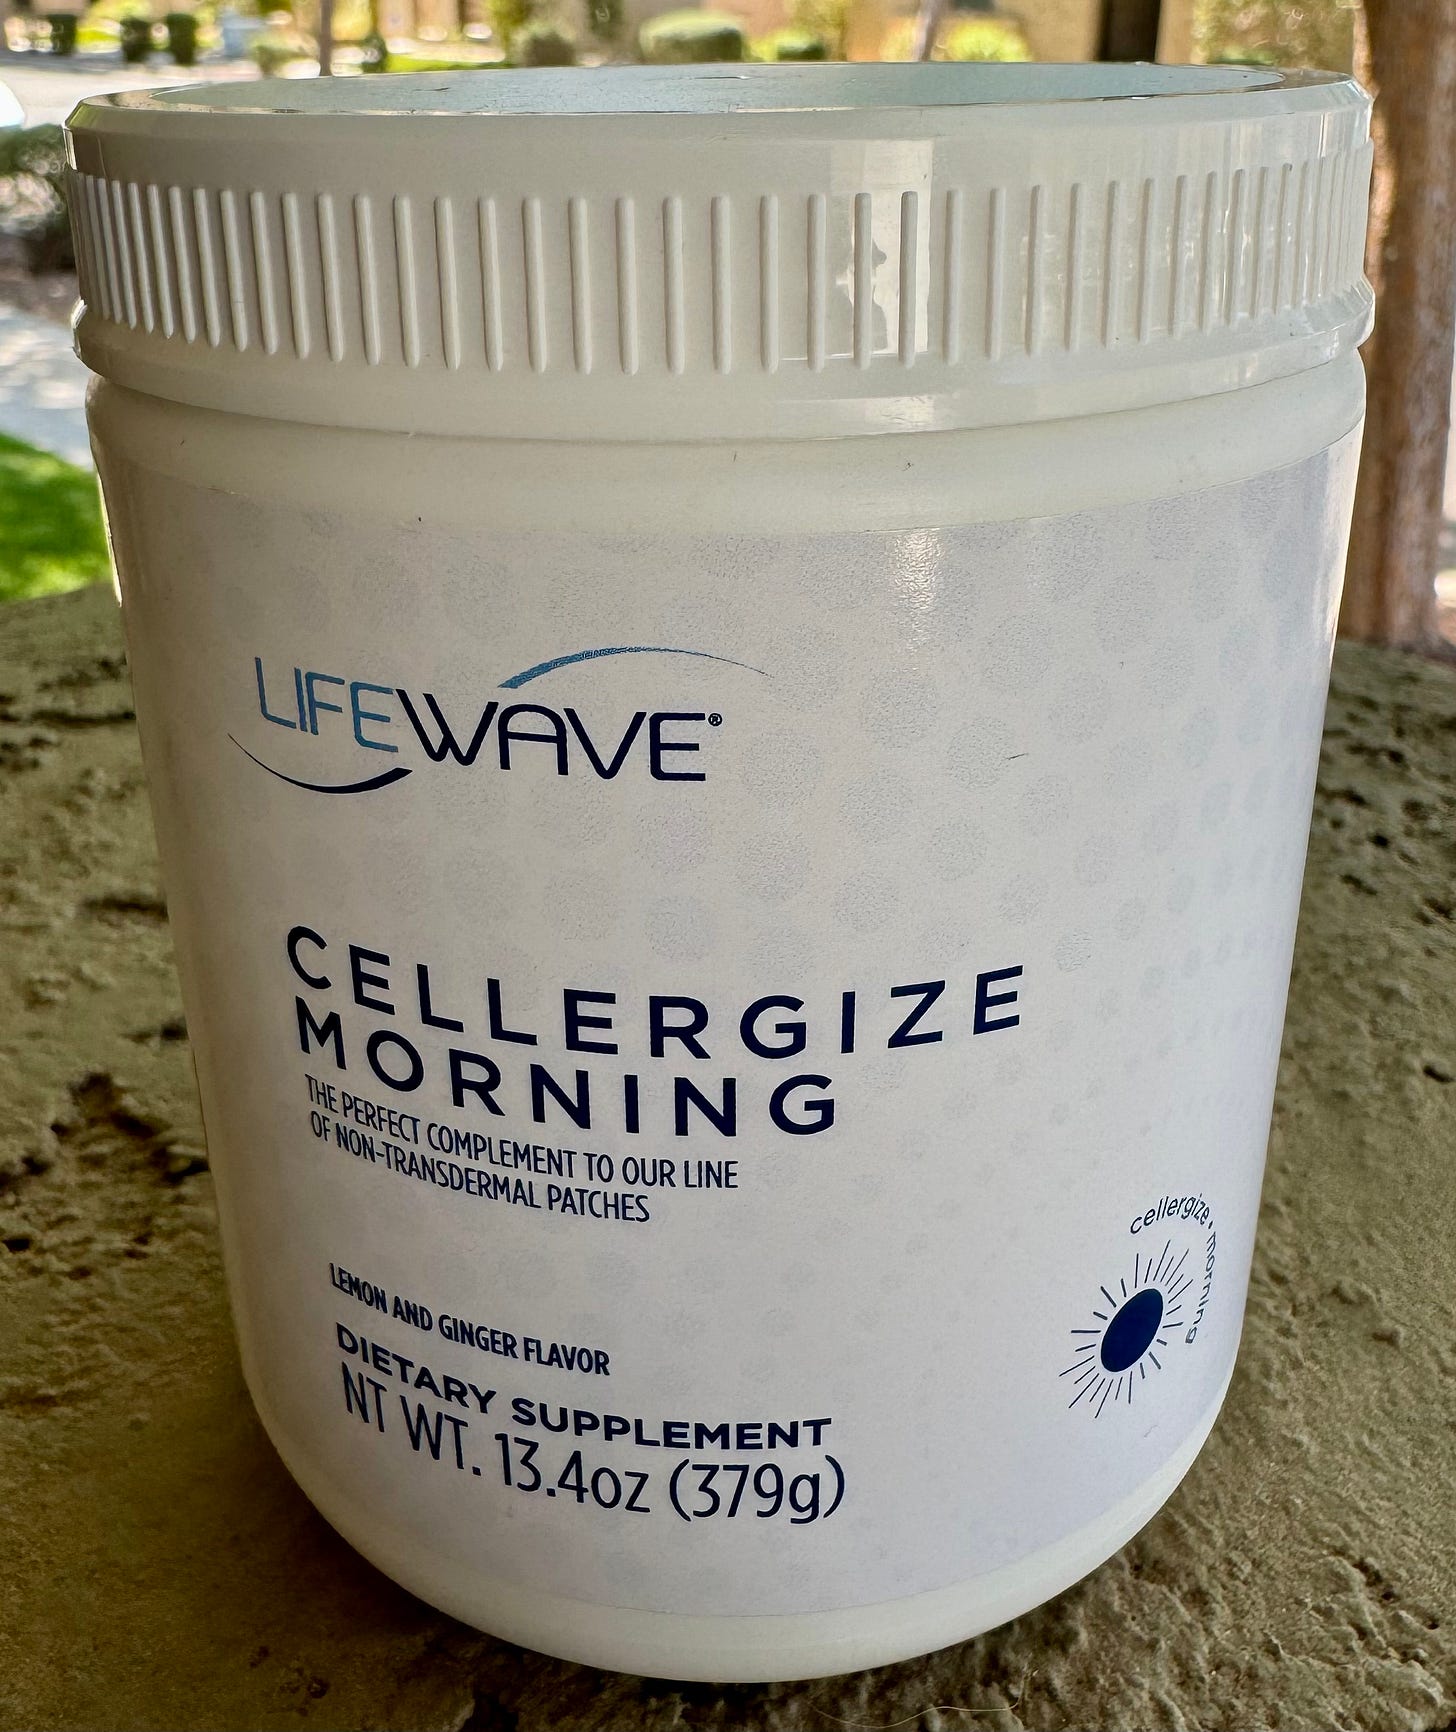 LIFEWAVE®
CELLERGIZE
MORNING
THE PERFECT COMPLEMENT TO OUR LINE
OF NON-TRANSDERMAL PATCHES
LEMON AND GINGER FLAVOR
DIETARY SUPPLEMENT
NT WT. 13.4oz (379g)
cellergize • morning